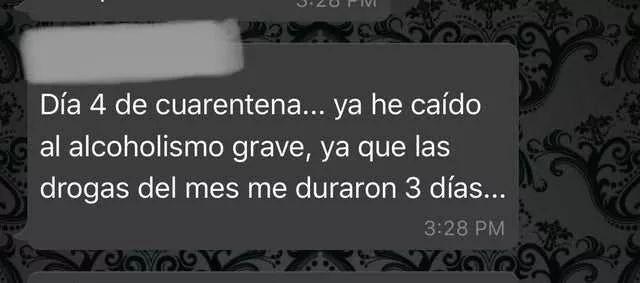 Día 4 de cuarentena... ya he caído
al alcoholismo grave, ya que las
drogas del mes me duraron 3 días...
3:28 PM